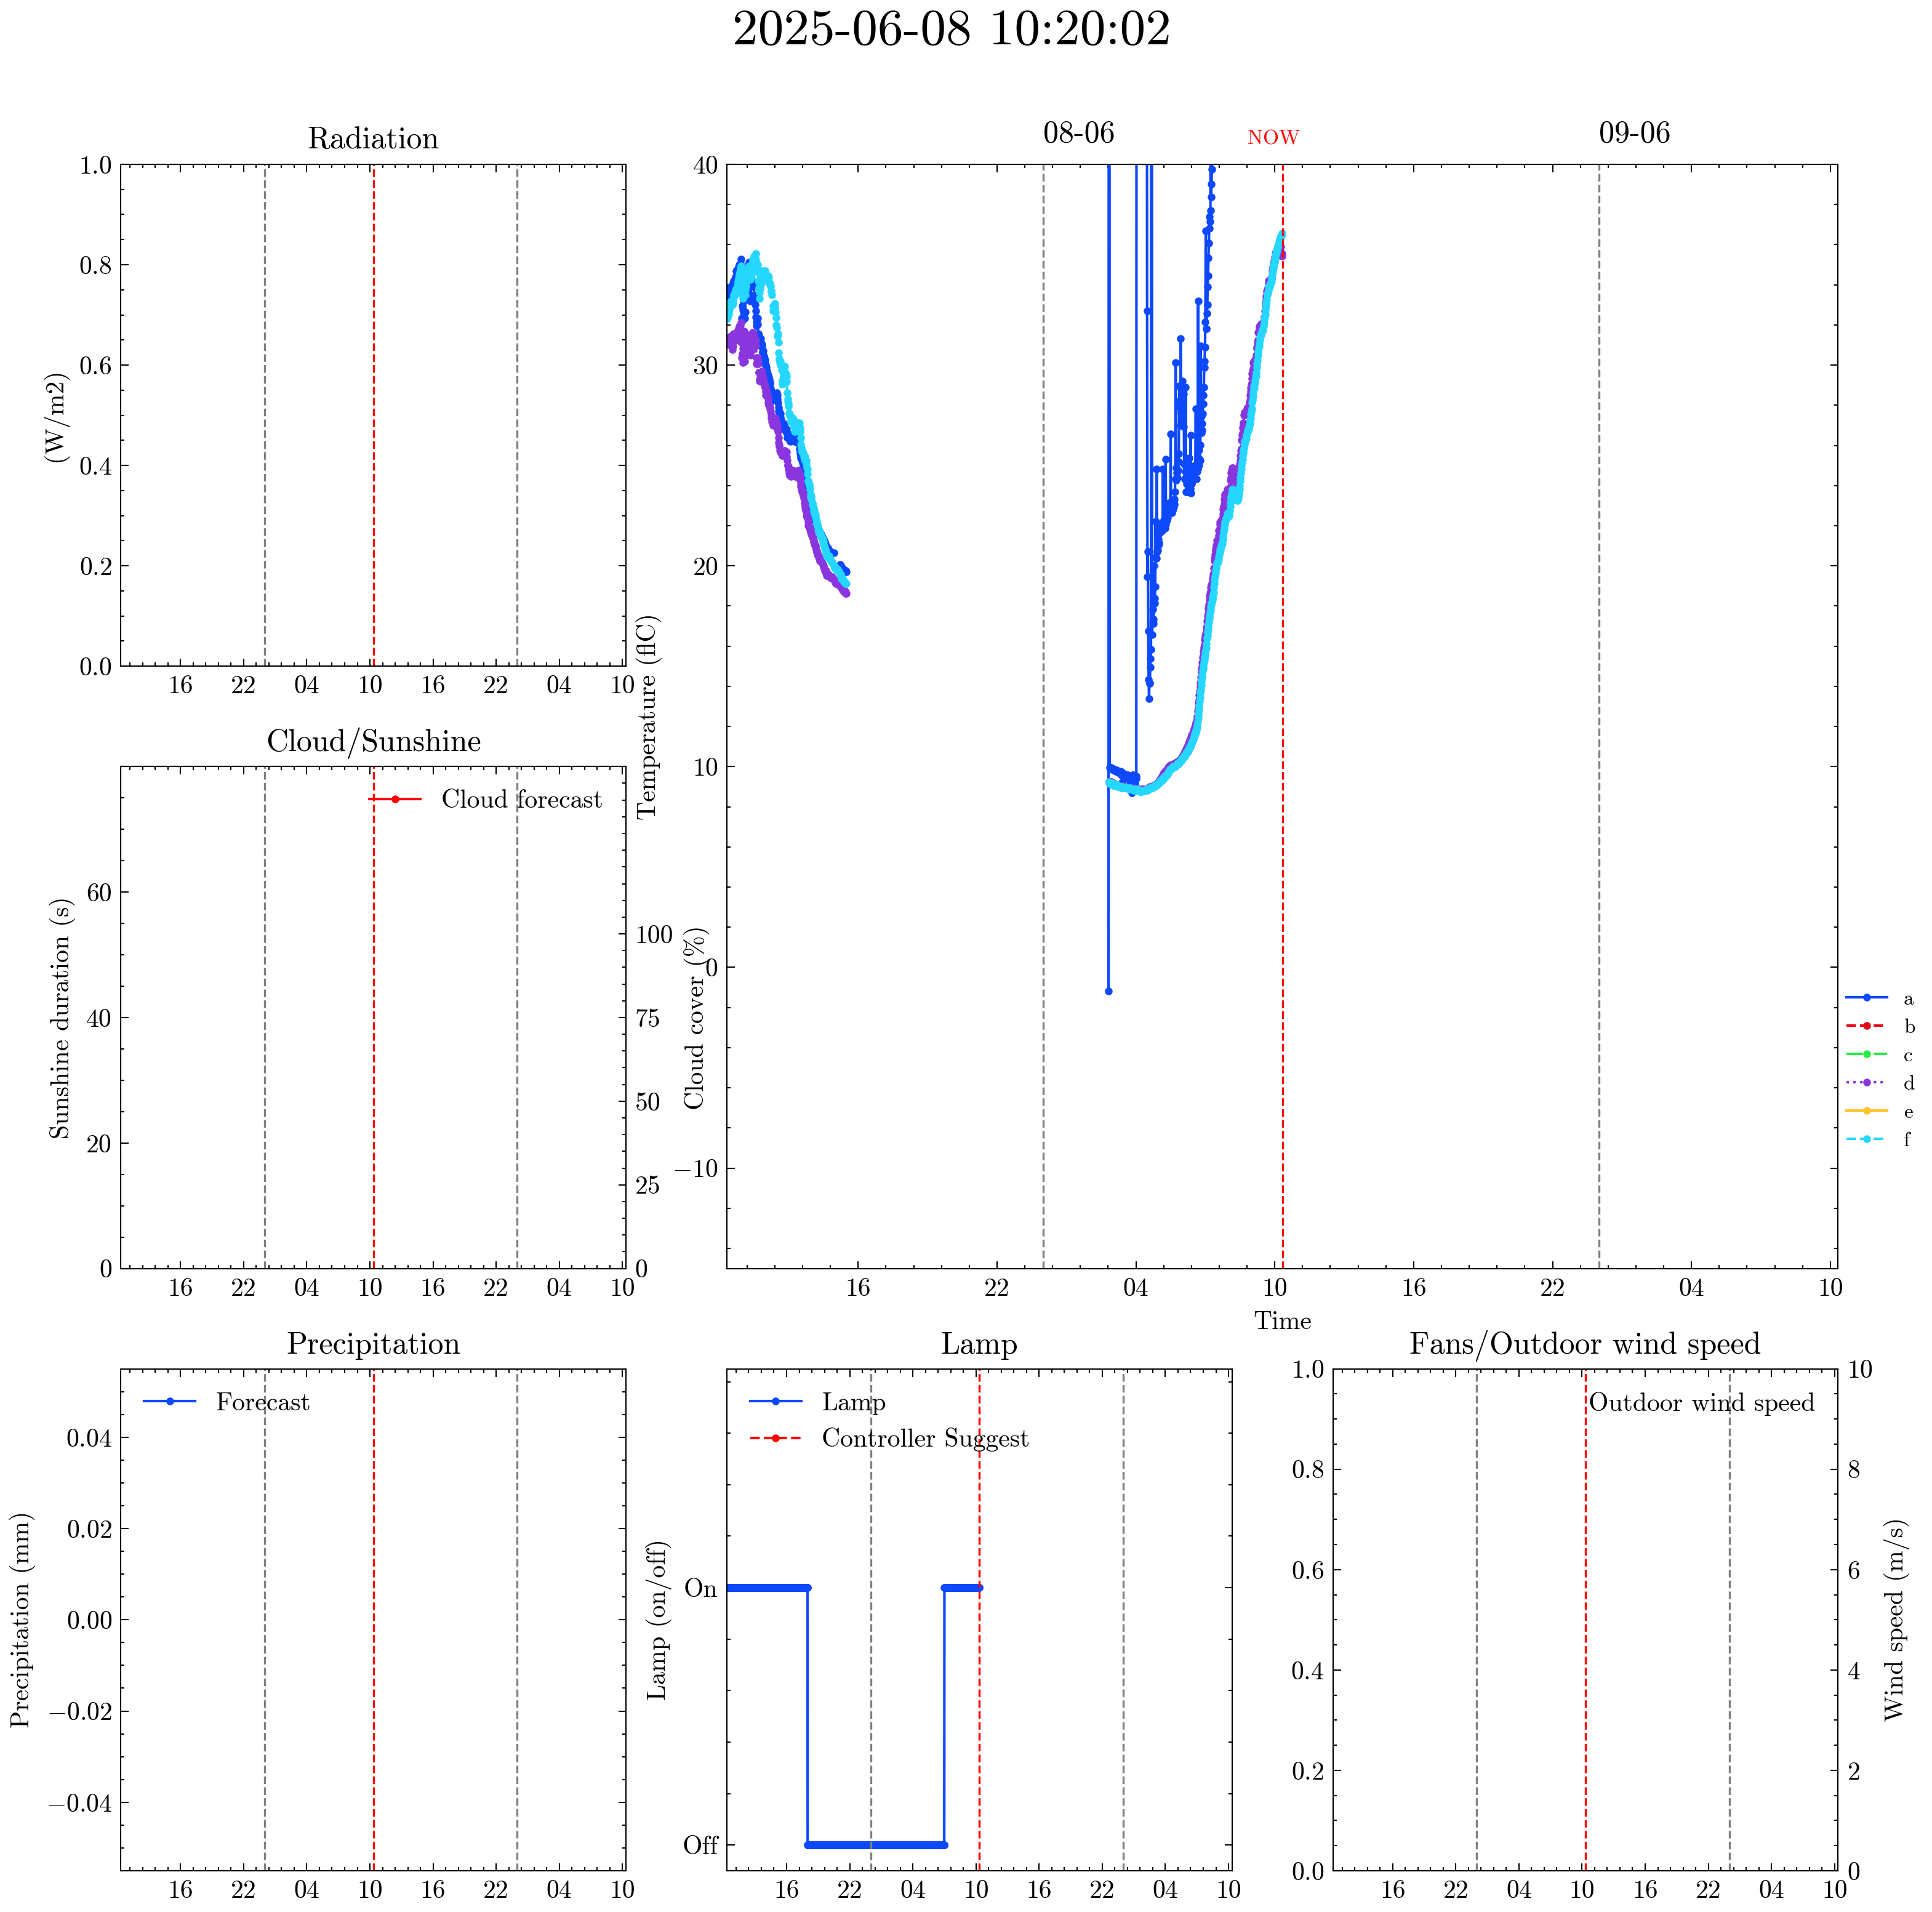 2025-06-08 10:20:02
Radiation
(W/m2)
1.0
0.8
0.6
0.4
0.2
0.0
16 22 04 10 16 22 04 10
08-06
NOW
09-06
Temperature (flC)
40
30
20
10
0
−10
16 22 04 10 16 22 04 10
Time
a
b
c
d
e
f
Cloud/Sunshine
Cloud forecast
Sunshine duration (s)
60
40
20
0
Cloud cover (%)
100
75
50
25
0
16 22 04 10 16 22 04 10
Precipitation
Forecast
Precipitation (mm)
0.04
0.02
0.00
−0.02
−0.04
16 22 04 10 16 22 04 10
Lamp
Lamp
Controller Suggest
Lamp (on/off)
On
Off
16 22 04 10 16 22 04 10
Fans/Outdoor wind speed
Outdoor wind speed
1.0
0.8
0.6
0.4
0.2
0.0
10
8
6
4
2
0
Wind speed (m/s)
16 22 04 10 16 22 04 10